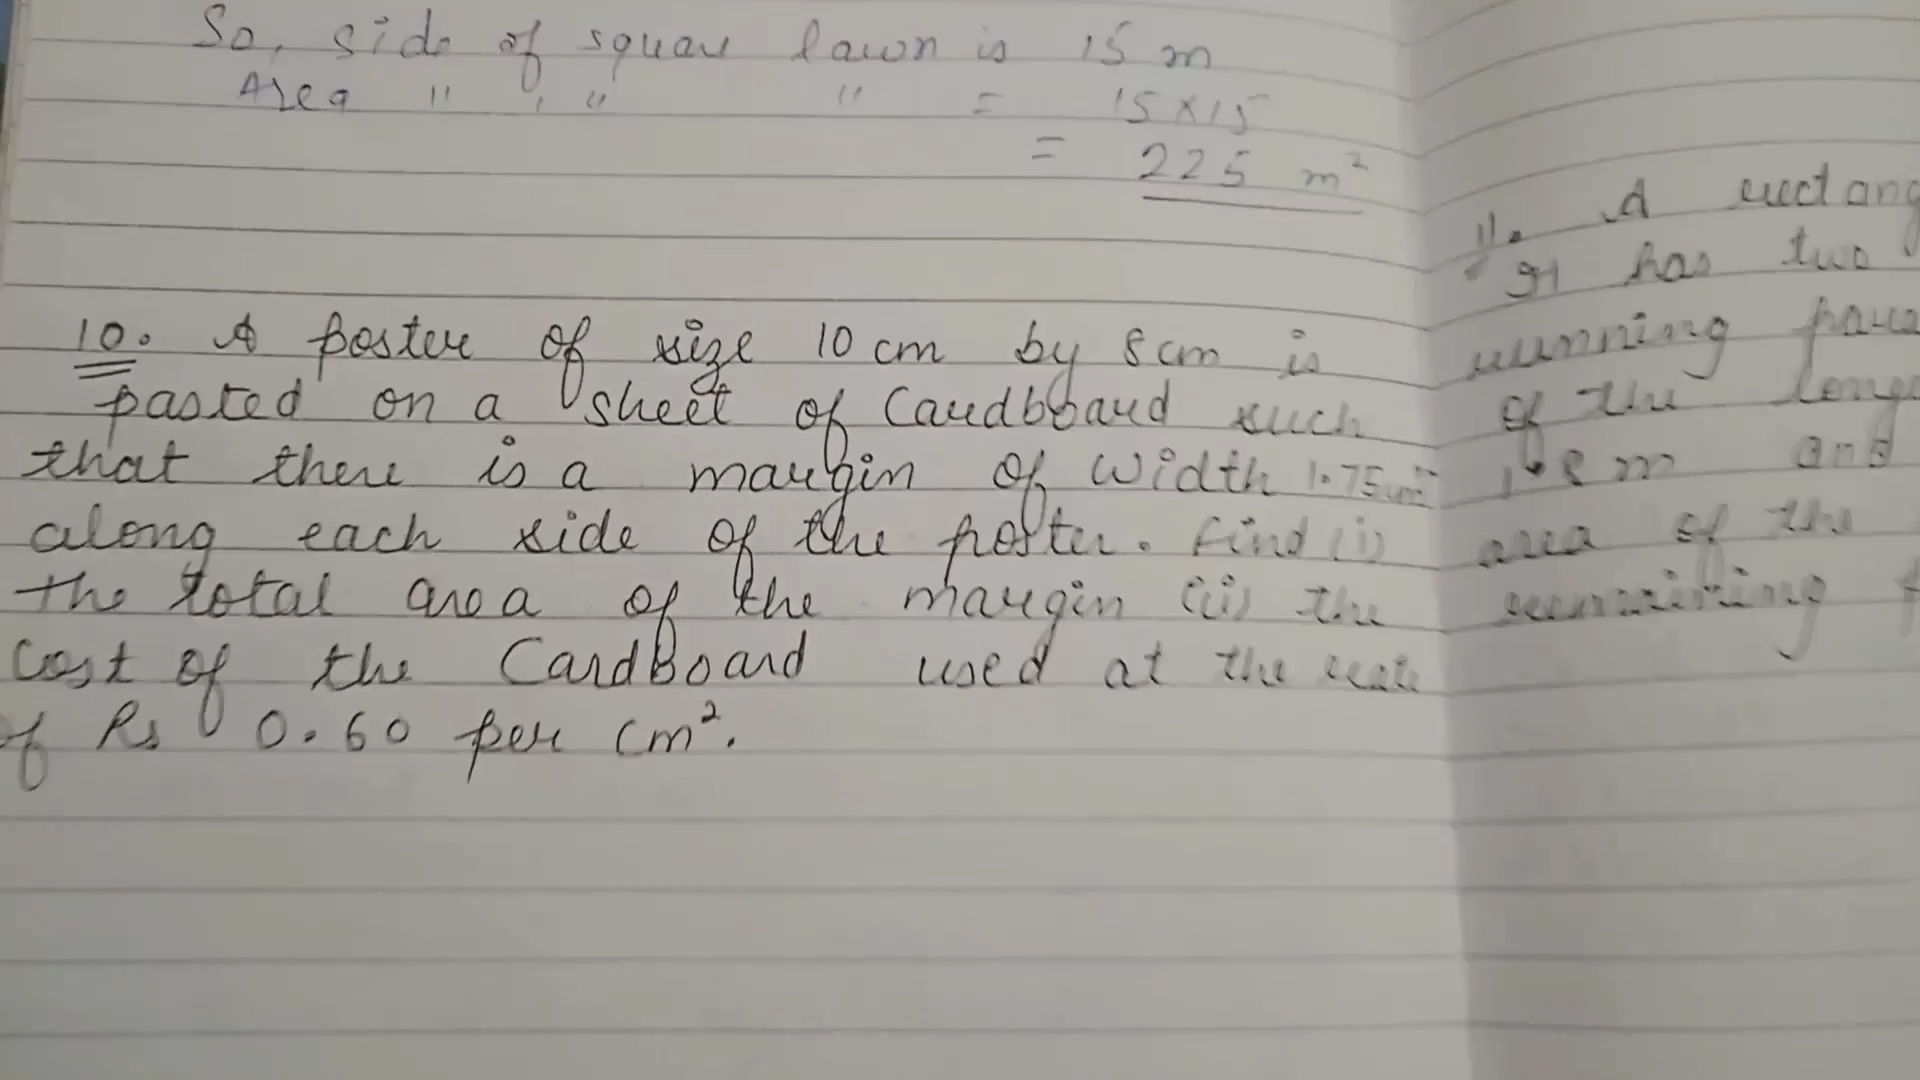 So, side of square lawn is 15 m
Area " , " " = 15 x 15
= 225 m²
10. A poster of size 10 cm by 8 cm is
pasted on a sheet of Cardboard such
that there is a margin of width 1.75 cm
along each side of the poster. find (i)
the total area of the margin (ii) the
cost of the CardBoard used at the rate
of Rs 0.60 per cm².
11. A rectang
It has two
running para
of the long
1.8 m and
area of the
remaining